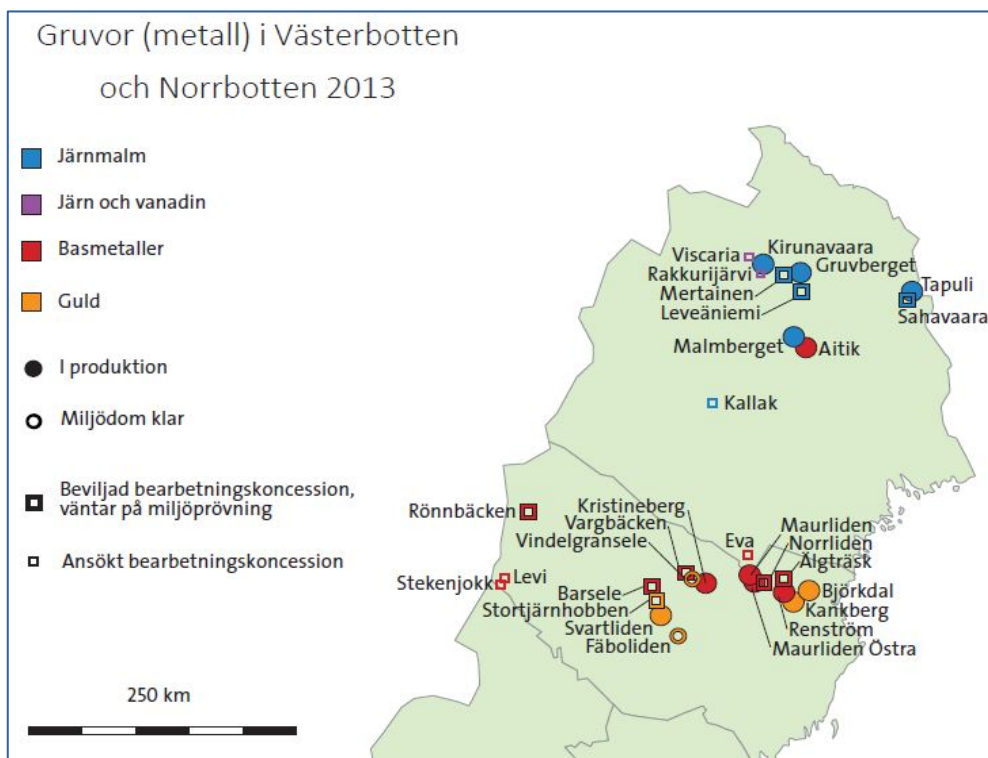 Gruvor (metall) i Västerbotten
och Norrbotten 2013
Järnmalm
Järn och vanadin
Basmetaller
Guld
I produktion
Miljödom klar
Beviljad bearbetningskoncession,
väntar på miljöprövning
Ansökt bearbetningskoncession
250 km
Viscaria
Kirunavaara
Rakkurijärvi
Gruvberget
Mertainen
Leveäniemi
Tapuli
Sahavaara
Malmberget
Aitik
Kallak
Rönnbäcken
Kristineberg
Vargbäcken
Vindelgransele
Eva
Maurliden
Norrliden
Älgträsk
Levi
Stekenjokk
Barsele
Stortjärnhobben
Svartliden
Fäboliden
Björkdal
Kankberg
Renström
Maurliden Östra